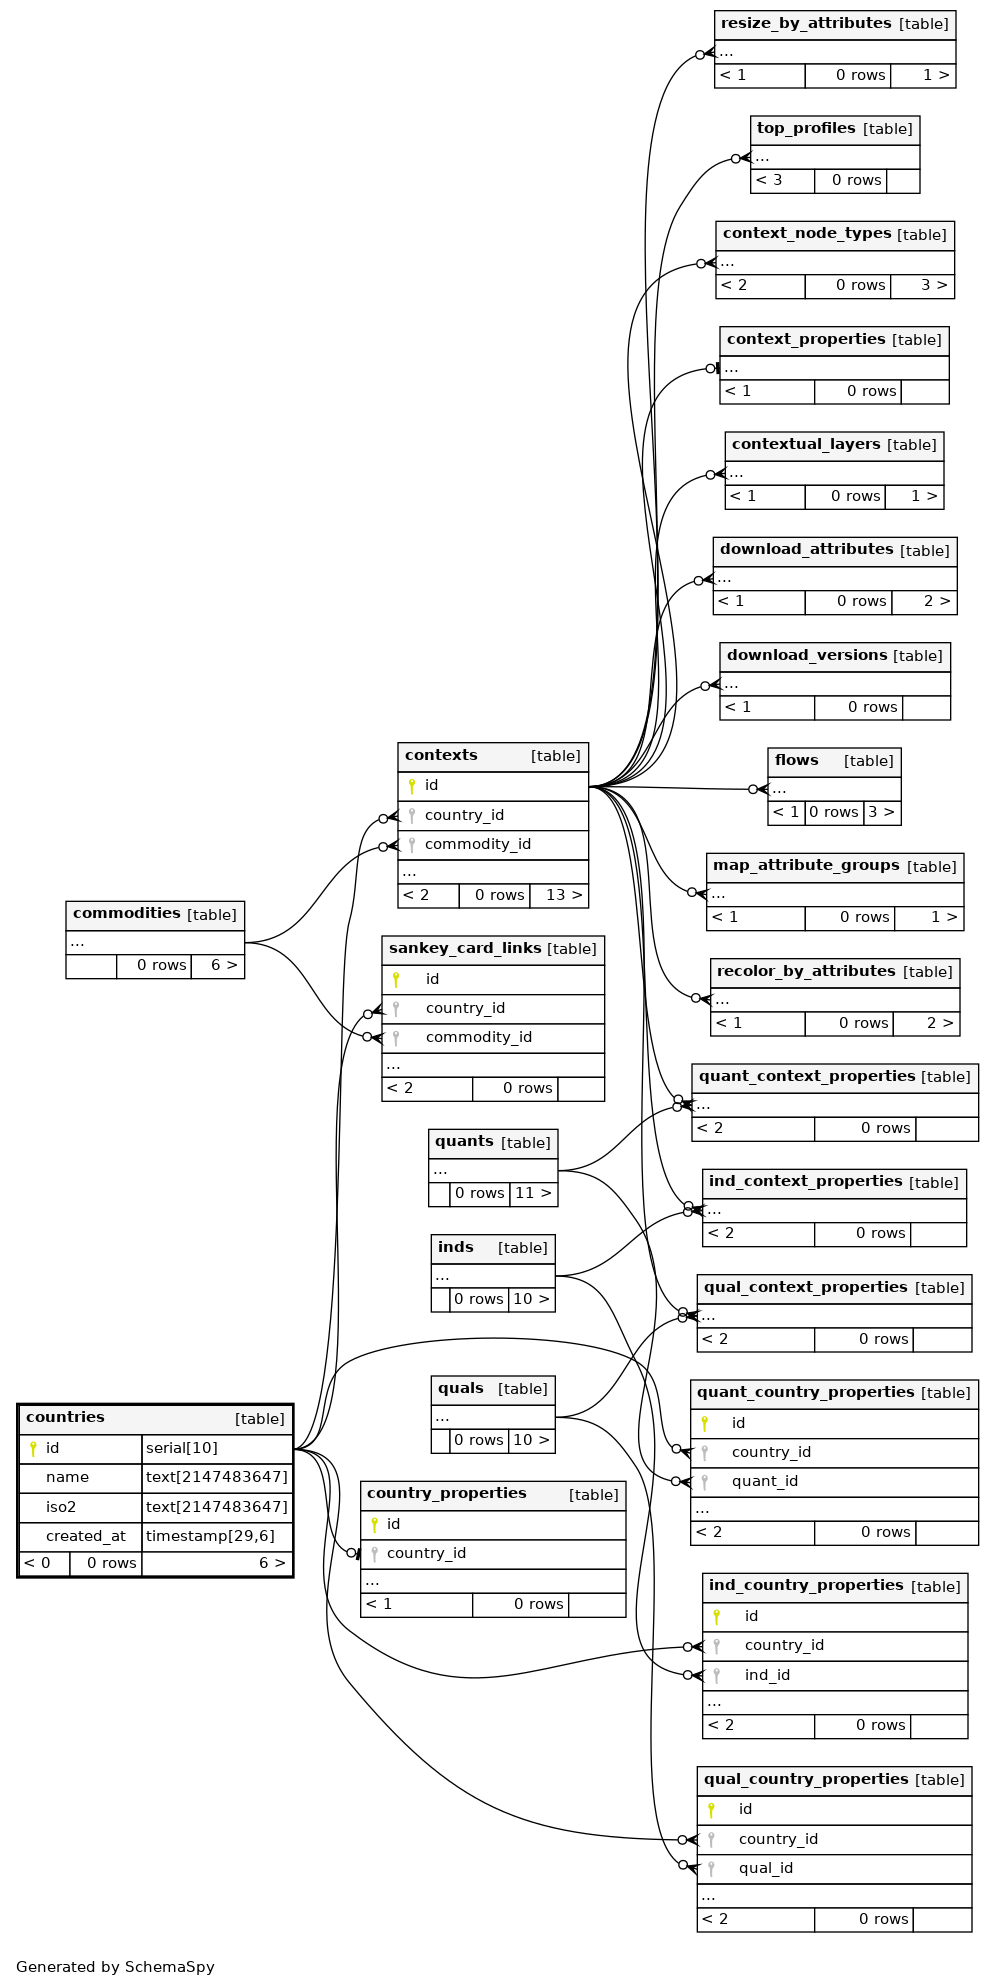 resize_by_attributes [table]
...
< 1 0 rows 1 >
top_profiles [table]
...
< 3 0 rows
context_node_types [table]
...
< 2 0 rows 3 >
context_properties [table]
...
< 1 0 rows
contextual_layers [table]
...
< 1 0 rows 1 >
download_attributes [table]
...
< 1 0 rows 2 >
download_versions [table]
...
< 1 0 rows
flows [table]
...
< 1 0 rows 3 >
map_attribute_groups [table]
...
< 1 0 rows 1 >
recolor_by_attributes [table]
...
< 1 0 rows 2 >
quant_context_properties [table]
...
< 2 0 rows
ind_context_properties [table]
...
< 2 0 rows
qual_context_properties [table]
...
< 2 0 rows
quant_country_properties [table]
id
country_id
quant_id
...
< 2 0 rows
ind_country_properties [table]
id
country_id
ind_id
...
< 2 0 rows
qual_country_properties [table]
id
country_id
qual_id
...
< 2 0 rows
contexts [table]
id
country_id
commodity_id
...
< 2 0 rows 13 >
sankey_card_links [table]
id
country_id
commodity_id
...
< 2 0 rows
quants [table]
...
0 rows 11 >
inds [table]
...
0 rows 10 >
quals [table]
...
0 rows 10 >
country_properties [table]
id
country_id
...
< 1 0 rows
commodities [table]
...
0 rows 6 >
countries [table]
id serial[10]
name text[2147483647]
iso2 text[2147483647]
created_at timestamp[29,6]
< 0 0 rows 6 >
Generated by SchemaSpy